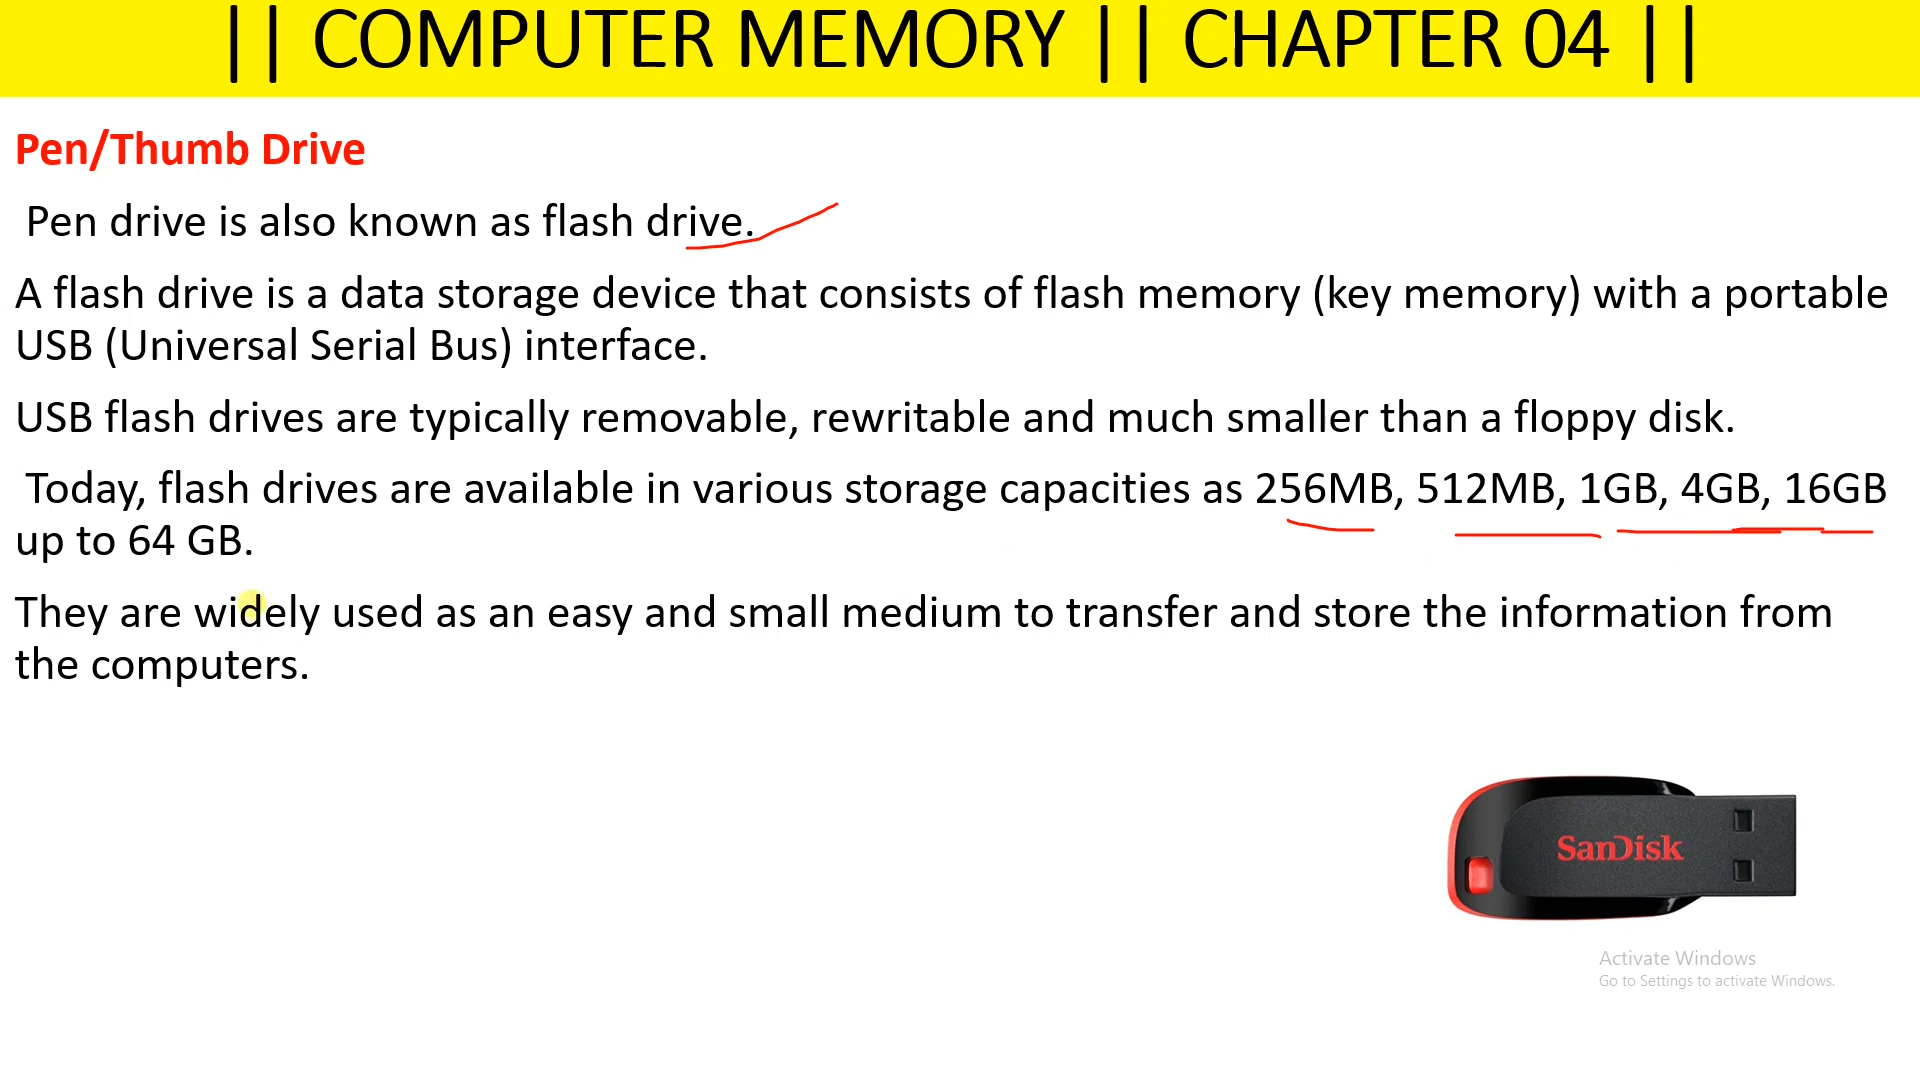 || COMPUTER MEMORY || CHAPTER 04 ||
Pen/Thumb Drive
Pen drive is also known as flash drive.
A flash drive is a data storage device that consists of flash memory (key memory) with a portable
USB (Universal Serial Bus) interface.
USB flash drives are typically removable, rewritable and much smaller than a floppy disk.
Today, flash drives are available in various storage capacities as 256MB, 512MB, 1GB, 4GB, 16GB
up to 64 GB.
They are widely used as an easy and small medium to transfer and store the information from
the computers.
SanDisk
Activate Windows
Go to Settings to activate Windows.